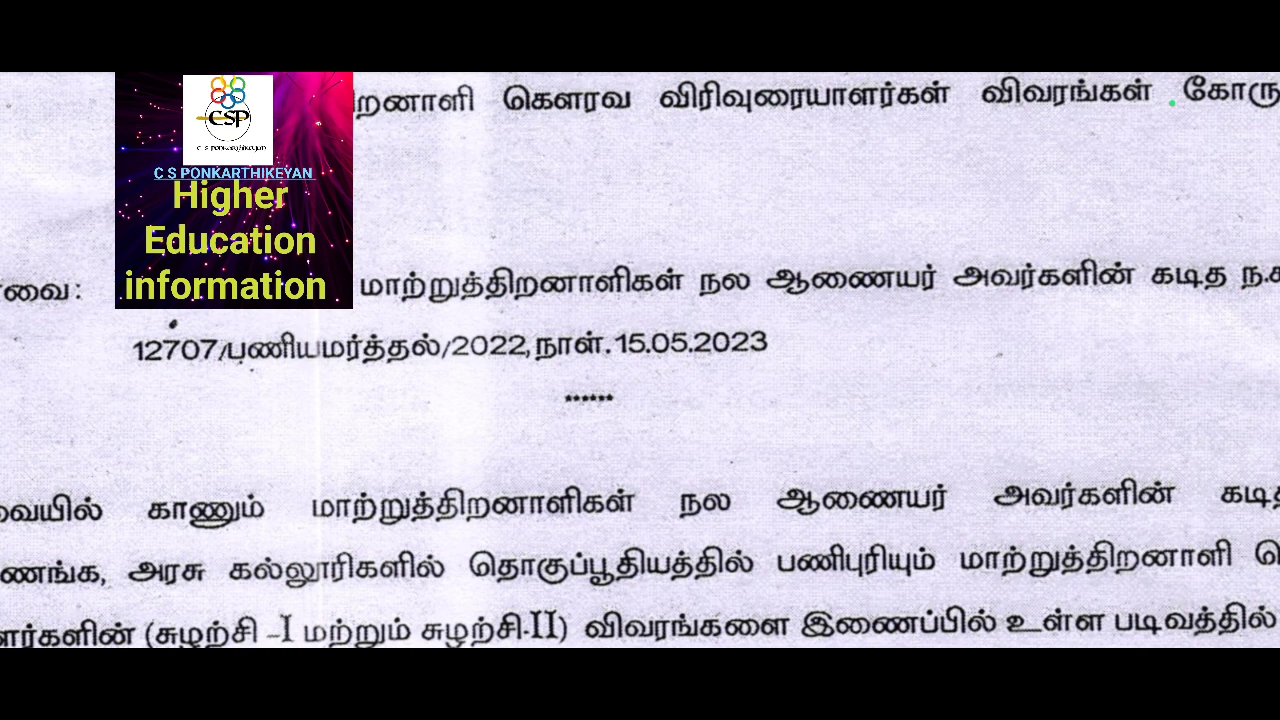 றனாளி கௌரவ விரிவுரையாளர்கள் விவரங்கள் கோரு
CSP
C S PONKARTHIKEYAN
C S PONKARTHIKEYAN
Higher
Education
information
வை: மாற்றுத்திறனாளிகள் நல ஆணையர் அவர்களின் கடித ந.க
12707/பணியமர்த்தல்/2022, நாள். 15.05.2023
******
வையில் காணும் மாற்றுத்திறனாளிகள் நல ஆணையர் அவர்களின் கடித
ணங்க, அரசு கல்லூரிகளில் தொகுப்பூதியத்தில் பணிபுரியும் மாற்றுத்திறனாளி
ளர்களின் (சுழற்சி -I மற்றும் சுழற்சி-II) விவரங்களை இணைப்பில் உள்ள படிவத்தில்